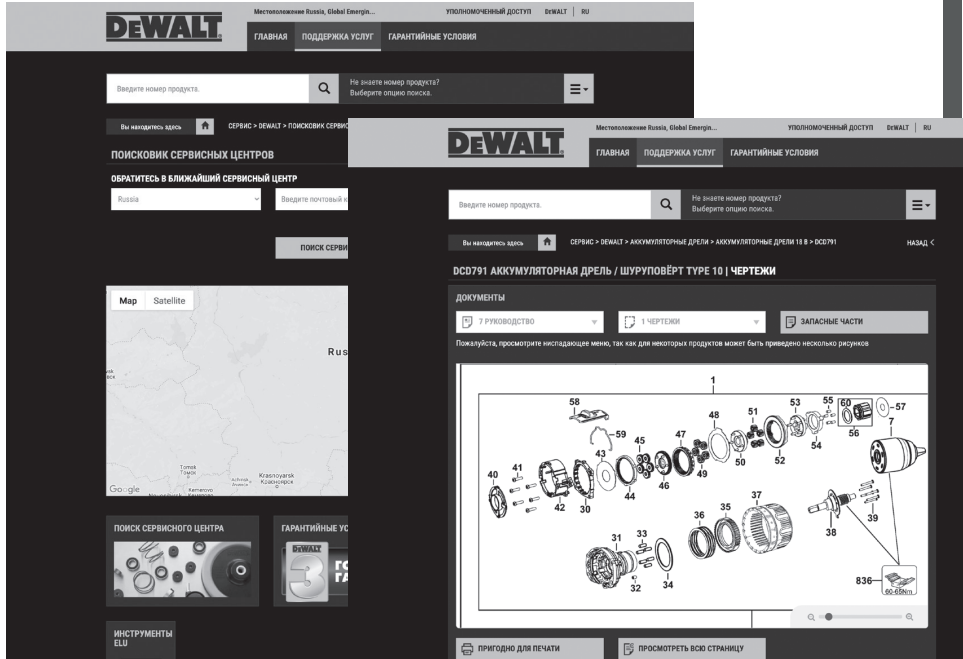 DEWALT
Местоположение Russia, Global Emergin...
УПОЛНОМОЧЕННЫЙ ДОСТУП
DEWALT
RU
ГЛАВНАЯ
ПОДДЕРЖКА УСЛУГ
ГАРАНТИЙНЫЕ УСЛОВИЯ
Введите номер продукта.
Не знаете номер продукта?
Выберите опцию поиска.
Вы находитесь здесь
СЕРВИС > DEWALT > ПОИСКОВИК СЕРВИС
ПОИСКОВИК СЕРВИСНЫХ ЦЕНТРОВ
ОБРАТИТЕСЬ В БЛИЖАЙШИЙ СЕРВИСНЫЙ ЦЕНТР
Russia
Введите почтовый к
ПОИСК СЕРВИ
Map
Satellite
Rus
Tomsk
Томск
Achinsk
Krasnoyarsk
Красноярск
Kemerovo
Google
ПОИСК СЕРВИСНОГО ЦЕНТРА
ГАРАНТИЙНЫЕ УС
DEWALT
3
ГО
ГА
ИНСТРУМЕНТЫ
ELU
DEWALT
Местоположение Russia, Global Emergin...
УПОЛНОМОЧЕННЫЙ ДОСТУП
DEWALT
RU
ГЛАВНАЯ
ПОДДЕРЖКА УСЛУГ
ГАРАНТИЙНЫЕ УСЛОВИЯ
Введите номер продукта.
Не знаете номер продукта?
Выберите опцию поиска.
Вы находитесь здесь
СЕРВИС > DEWALT > АККУМУЛЯТОРНЫЕ ДРЕЛИ > АККУМУЛЯТОРНЫЕ ДРЕЛИ 18 В > DCD791
НАЗАД <
DCD791 АККУМУЛЯТОРНАЯ ДРЕЛЬ / ШУРУПОВЁРТ TYPE 10 | ЧЕРТЕЖИ
ДОКУМЕНТЫ
7 РУКОВОДСТВО
1 ЧЕРТЕЖИ
ЗАПАСНЫЕ ЧАСТИ
Пожалуйста, просмотрите ниспадающее меню, так как для некоторых продуктов может быть приведено несколько рисунков
1
58
59
48
51
53
55
60
57
7
56
54
52
50
49
47
45
46
43
44
41
40
42
30
37
35
36
33
31
32
34
38
39
836
60-65Nm
ПРИГОДНО ДЛЯ ПЕЧАТИ
ПРОСМОТРЕТЬ ВСЮ СТРАНИЦУ